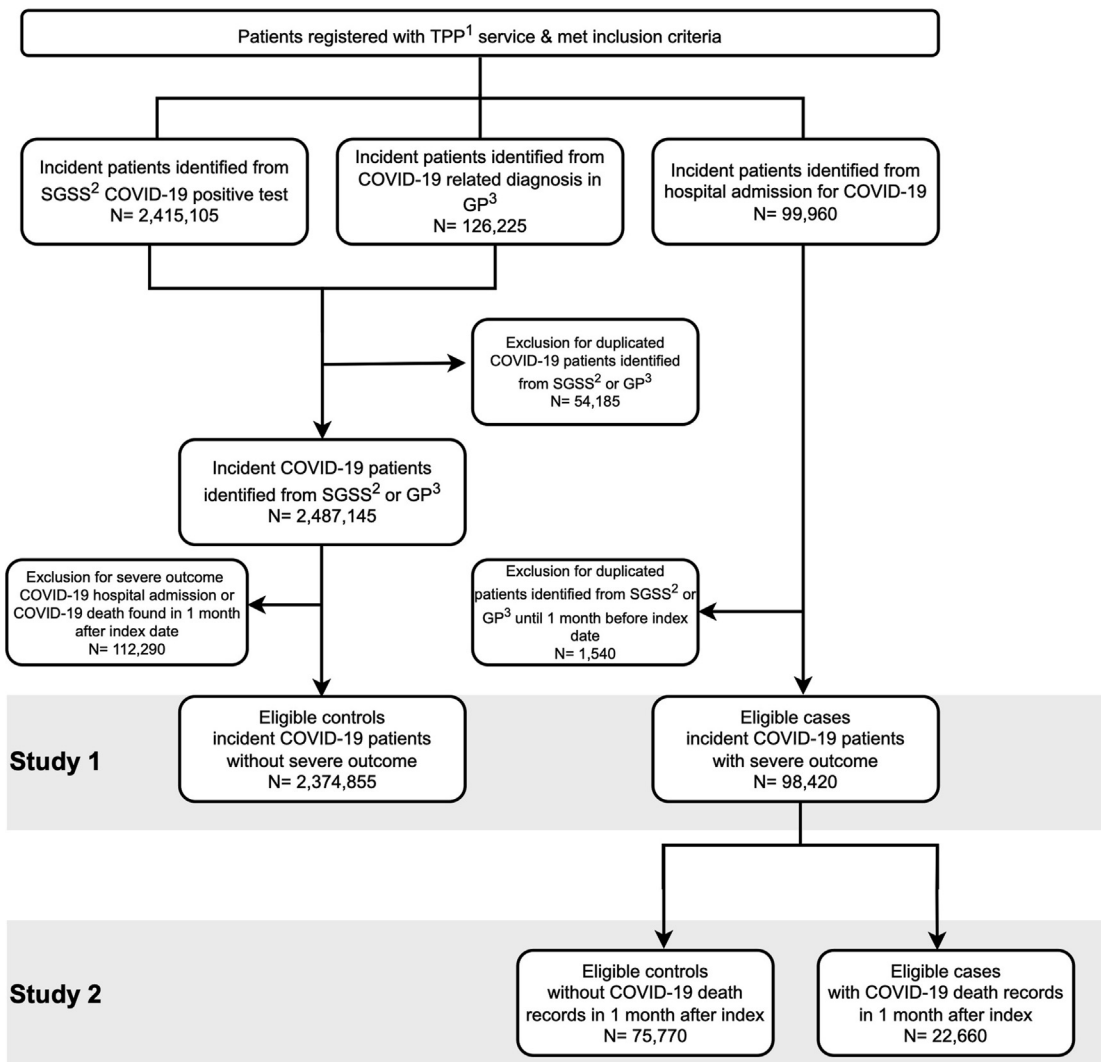 Patients registered with TPP¹ service & met inclusion criteria
Incident patients identified from
SGSS² COVID-19 positive test
N= 2,415,105
Incident patients identified from
COVID-19 related diagnosis in
GP³
N= 126,225
Incident patients identified from
hospital admission for COVID-19
N= 99,960
Exclusion for duplicated
COVID-19 patients identified
from SGSS² or GP³
N= 54,185
Incident COVID-19 patients
identified from SGSS² or GP³
N= 2,487,145
Exclusion for severe outcome
COVID-19 hospital admission or
COVID-19 death found in 1 month
after index date
N= 112,290
Exclusion for duplicated
patients identified from SGSS² or
GP³ until 1 month before index
date
N= 1,540
Study 1
Eligible controls
incident COVID-19 patients
without severe outcome
N= 2,374,855
Eligible cases
incident COVID-19 patients
with severe outcome
N= 98,420
Study 2
Eligible controls
without COVID-19 death
records in 1 month after index
N= 75,770
Eligible cases
with COVID-19 death records
in 1 month after index
N= 22,660